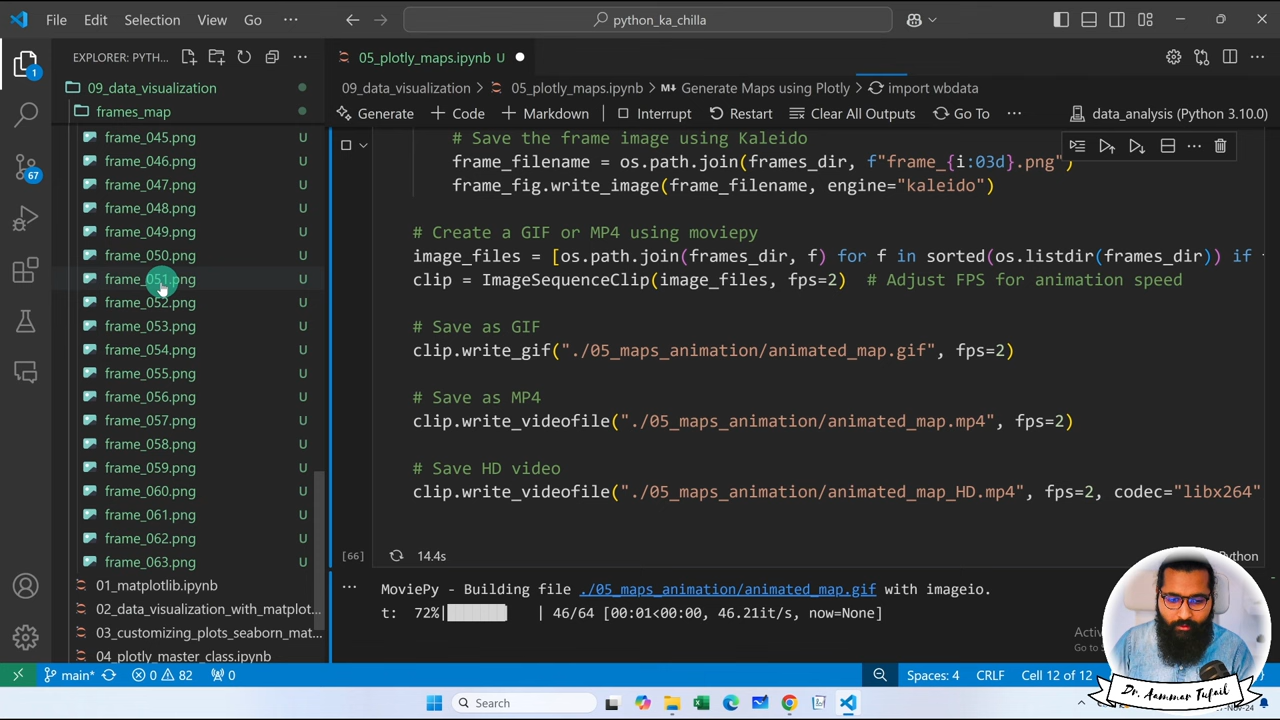 File Edit Selection View Go ··· python_ka_chilla
EXPLORER: PYTH... ···
05_plotly_maps.ipynb U
09_data_visualization
09_data_visualization > 05_plotly_maps.ipynb > Generate Maps using Plotly > import wbdata
Generate + Code + Markdown Interrupt Restart Clear All Outputs Go To ··· data_analysis (Python 3.10.0)
frames_map
frame_045.png U
frame_046.png U
frame_047.png U
frame_048.png U
frame_049.png U
frame_050.png U
frame_051.png U
frame_052.png U
frame_053.png U
frame_054.png U
frame_055.png U
frame_056.png U
frame_057.png U
frame_058.png U
frame_059.png U
frame_060.png U
frame_061.png U
frame_062.png U
frame_063.png U
01_matplotlib.ipynb
02_data_visualization_with_matplot...
03_customizing_plots_seaborn_mat...
04_plotly_master_class.ipynb
1
67
# Save the frame image using Kaleido
frame_filename = os.path.join(frames_dir, f"frame_{i:03d}.png")
frame_fig.write_image(frame_filename, engine="kaleido")
# Create a GIF or MP4 using moviepy
image_files = [os.path.join(frames_dir, f) for f in sorted(os.listdir(frames_dir)) if
clip = ImageSequenceClip(image_files, fps=2) # Adjust FPS for animation speed
# Save as GIF
clip.write_gif("./05_maps_animation/animated_map.gif", fps=2)
# Save as MP4
clip.write_videofile("./05_maps_animation/animated_map.mp4", fps=2)
# Save HD video
clip.write_videofile("./05_maps_animation/animated_map_HD.mp4", fps=2, codec="libx264"
[66] 14.4s
MoviePy - Building file ./05_maps_animation/animated_map.gif with imageio.
t: 72%| | 46/64 [00:01<00:00, 46.21it/s, now=None]
main* 0 82 0 Spaces: 4 CRLF Cell 12 of 12
Search
Dr. Aammar Tufail